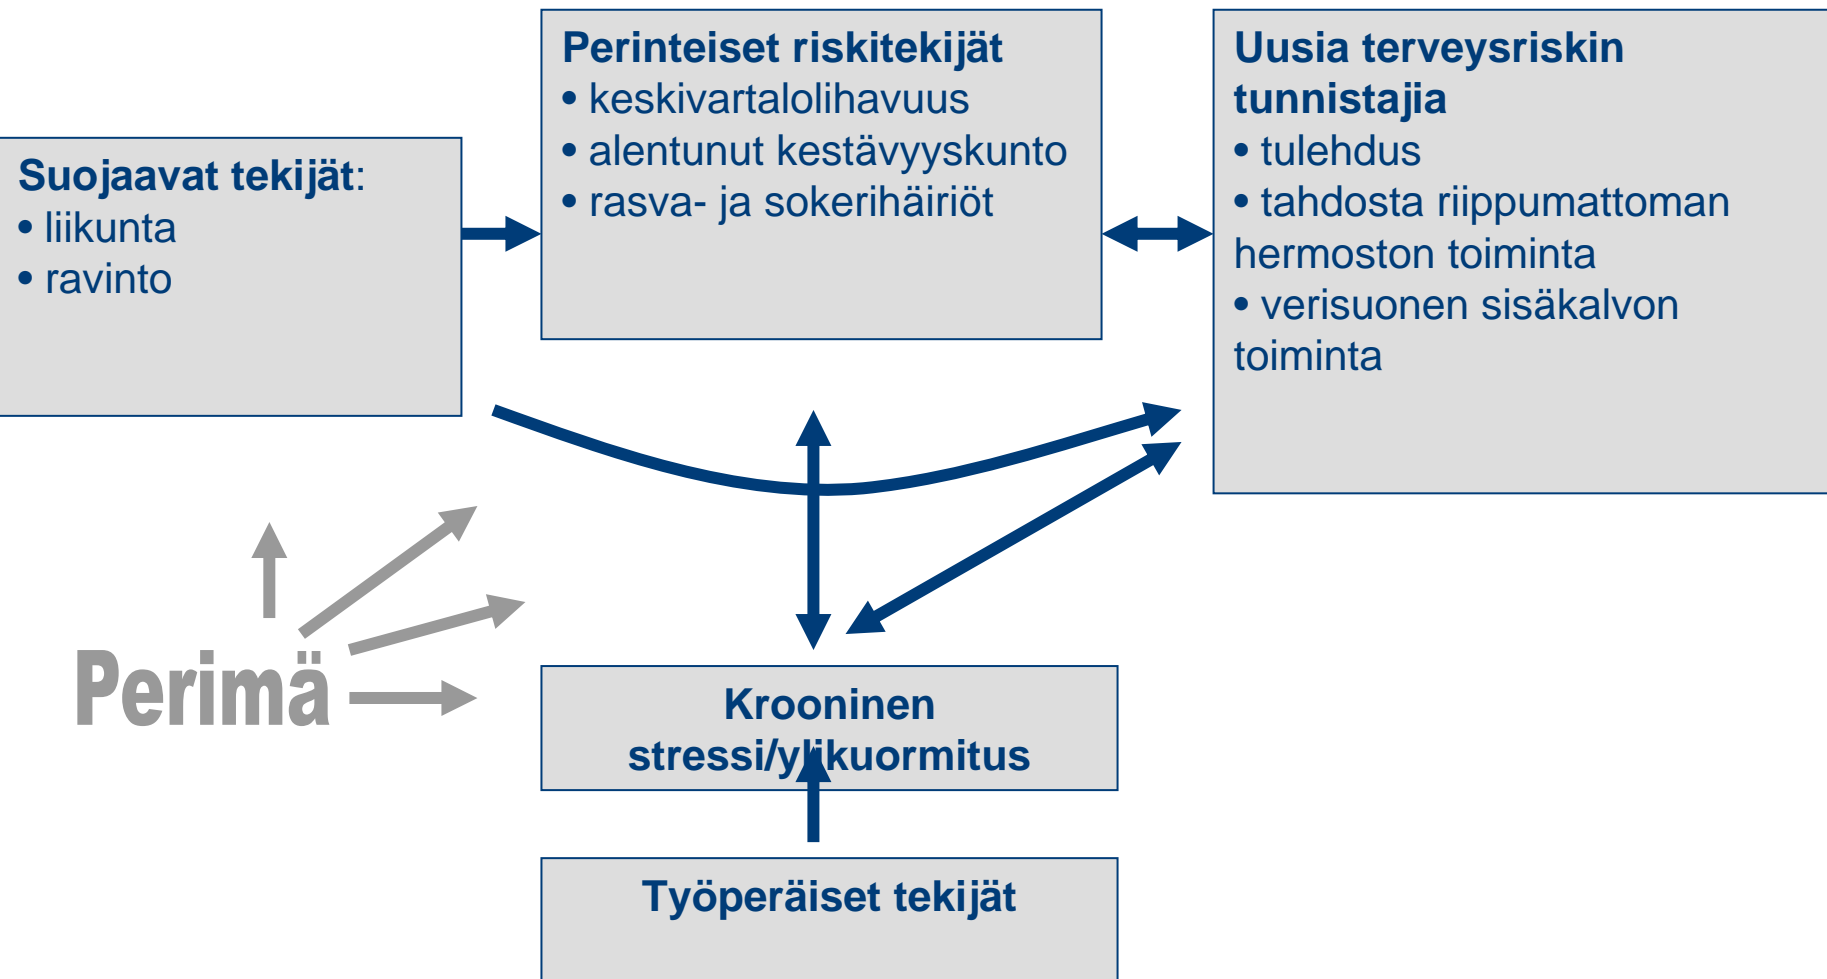 Suojaavat tekijät:
• liikunta
• ravinto
Perinteiset riskitekijät
• keskivartalolihavuus
• alentunut kestävyyskunto
• rasva- ja sokerihäiriöt
Uusia terveysriskin
tunnistajia
• tulehdus
• tahdosta riippumattoman
hermoston toiminta
• verisuonen sisäkalvon
toiminta
Perimä
Krooninen
stressi/ylikuormitus
Työperäiset tekijät